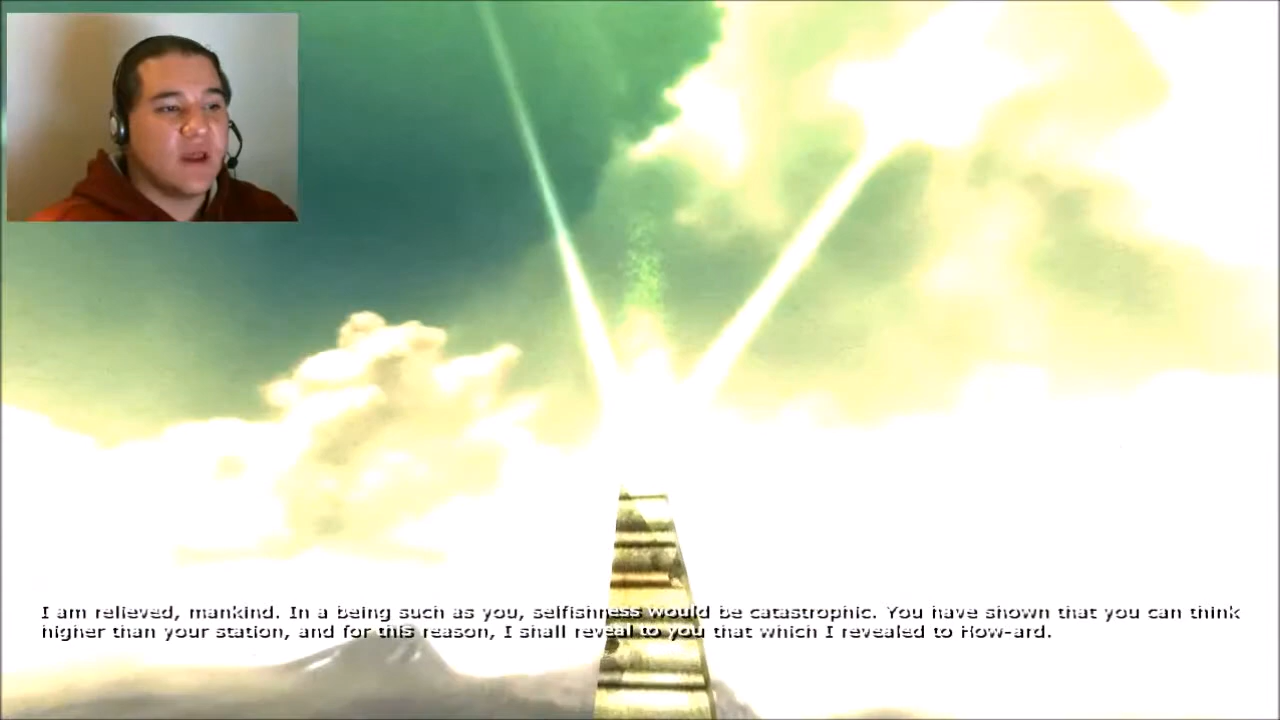 I am relieved, mankind. In a being such as you, selfishness would be catastrophic. You have shown that you can think
higher than your station, and for this reason, I shall reveal to you that which I revealed to How-ard.